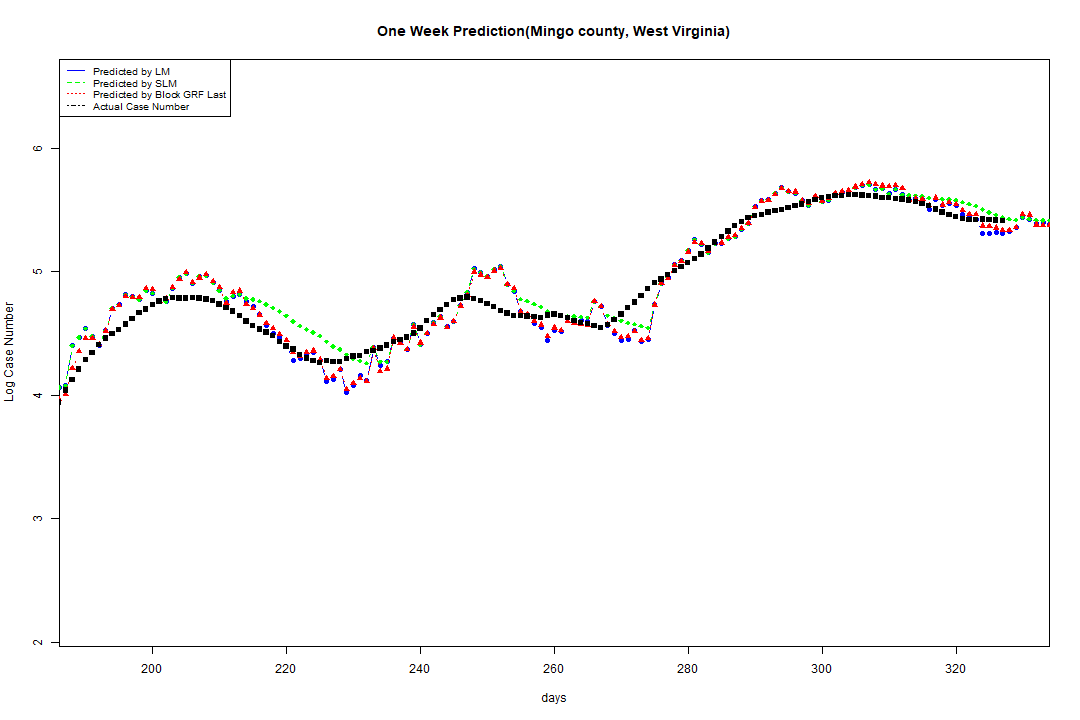 One Week Prediction(Mingo county, West Virginia)
Predicted by LM
Predicted by SLM
Predicted by Block GRF Last
Actual Case Number
Log Case Number
6
5
4
3
2
200 220 240 260 280 300 320
days